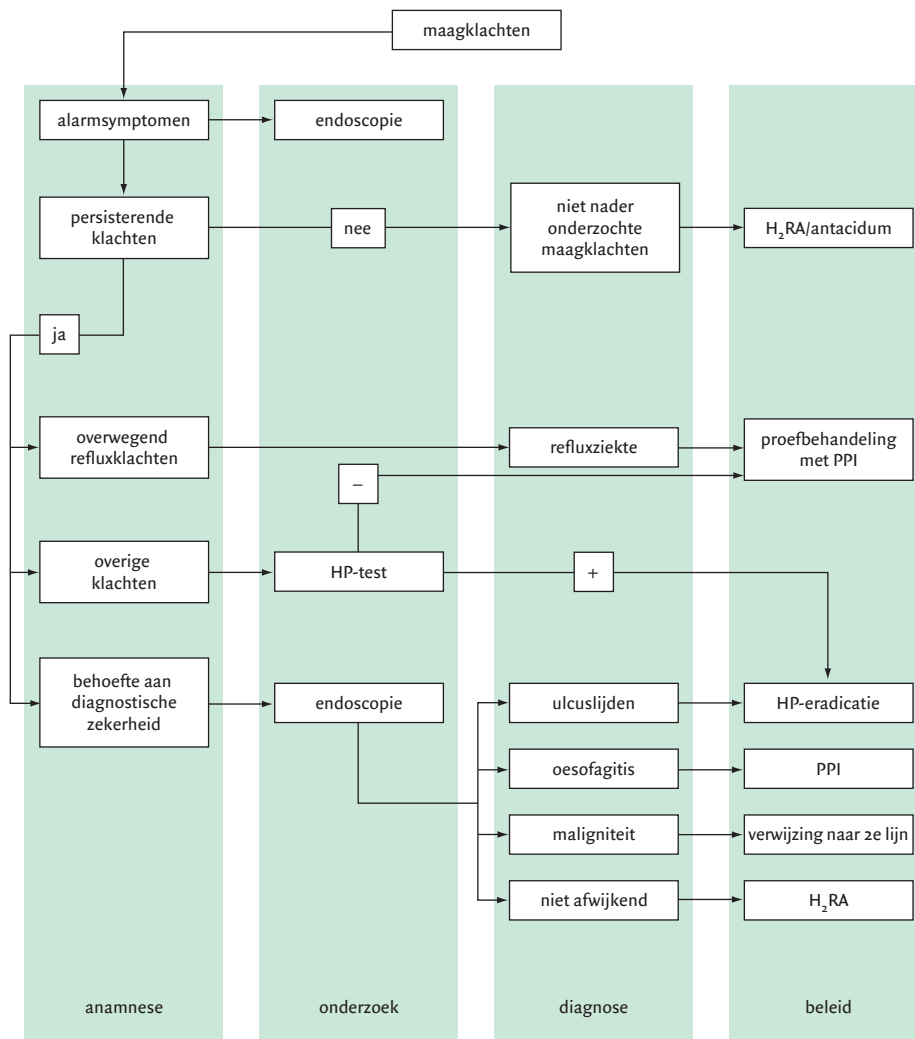 maagklachten
alarmsymptomen
endoscopie
persisterende
klachten
nee
niet nader
onderzochte
maagklachten
H₂RA/antacidum
ja
overwegend
refluxklachten
refluxziekte
proefbehandeling
met PPI
–
overige
klachten
HP-test
+
behoefte aan
diagnostische
zekerheid
endoscopie
ulcuslijden
HP-eradicatie
oesofagitis
PPI
maligniteit
verwijzing naar 2e lijn
niet afwijkend
H₂RA
anamnese
onderzoek
diagnose
beleid